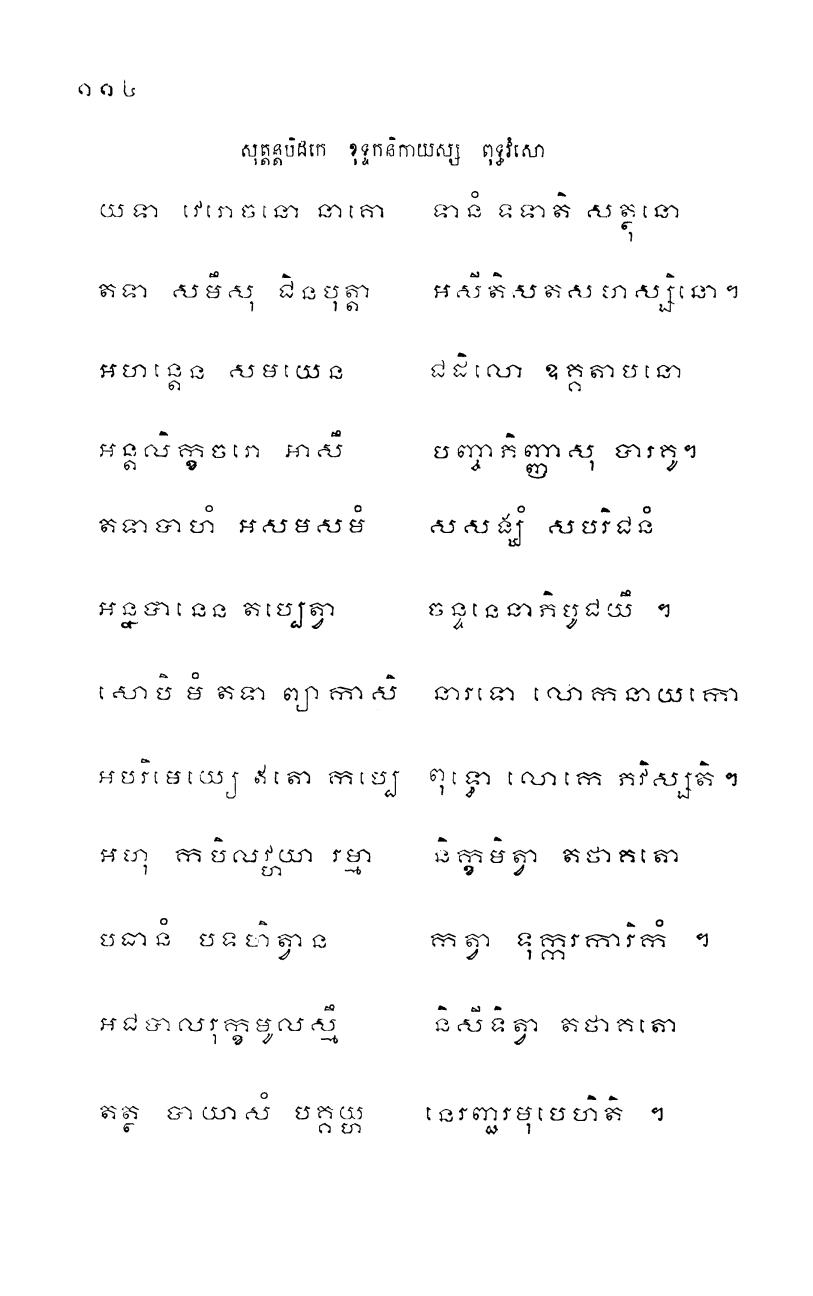 ១១៤
សុត្តន្តបិដកេ ខុទ្ទកនិកាយស្ស ពុទ្ធវំសោ
យទា វេរោចនោ នាគោ ទានំ ទទាតិ សត្ថុនោ
តទា សមឹសុ ជិនបុត្តា អសីតិសតសហស្សិនោ។
អហន្តេន សមយេន ជដិលោ ឧគ្គតាបនោ
អន្តលិក្ខចរោ អាសឹ បញ្ចាភិញ្ញាសុ បារគូ។
តទាបាហំ អសមសមំ សសង្ឃំ សបរិជនំ
អន្នបានេន តប្បេត្វា ចន្ទនេនាភិបូជយឹ ។
សោបិ មំ តទា ព្យាកាសិ នារទោ លោកនាយកោ
អបរិមេយ្យេ ឥតោ កប្បេ ពុទ្ធោ លោកេ ភវិស្សតិ។
អហុ កបិលវ្ហយា រម្មា និក្ខមិត្វា តថាគតោ
បធានំ បទហិត្វាន កត្វា ទុក្ករការិកំ ។
អជបាលរុក្ខមូលស្មឹ និសីទិត្វា តថាគតោ
តត្ថ បាយាសំ បគ្គយ្ហ នេរញ្ជរមុបេហិតិ ។